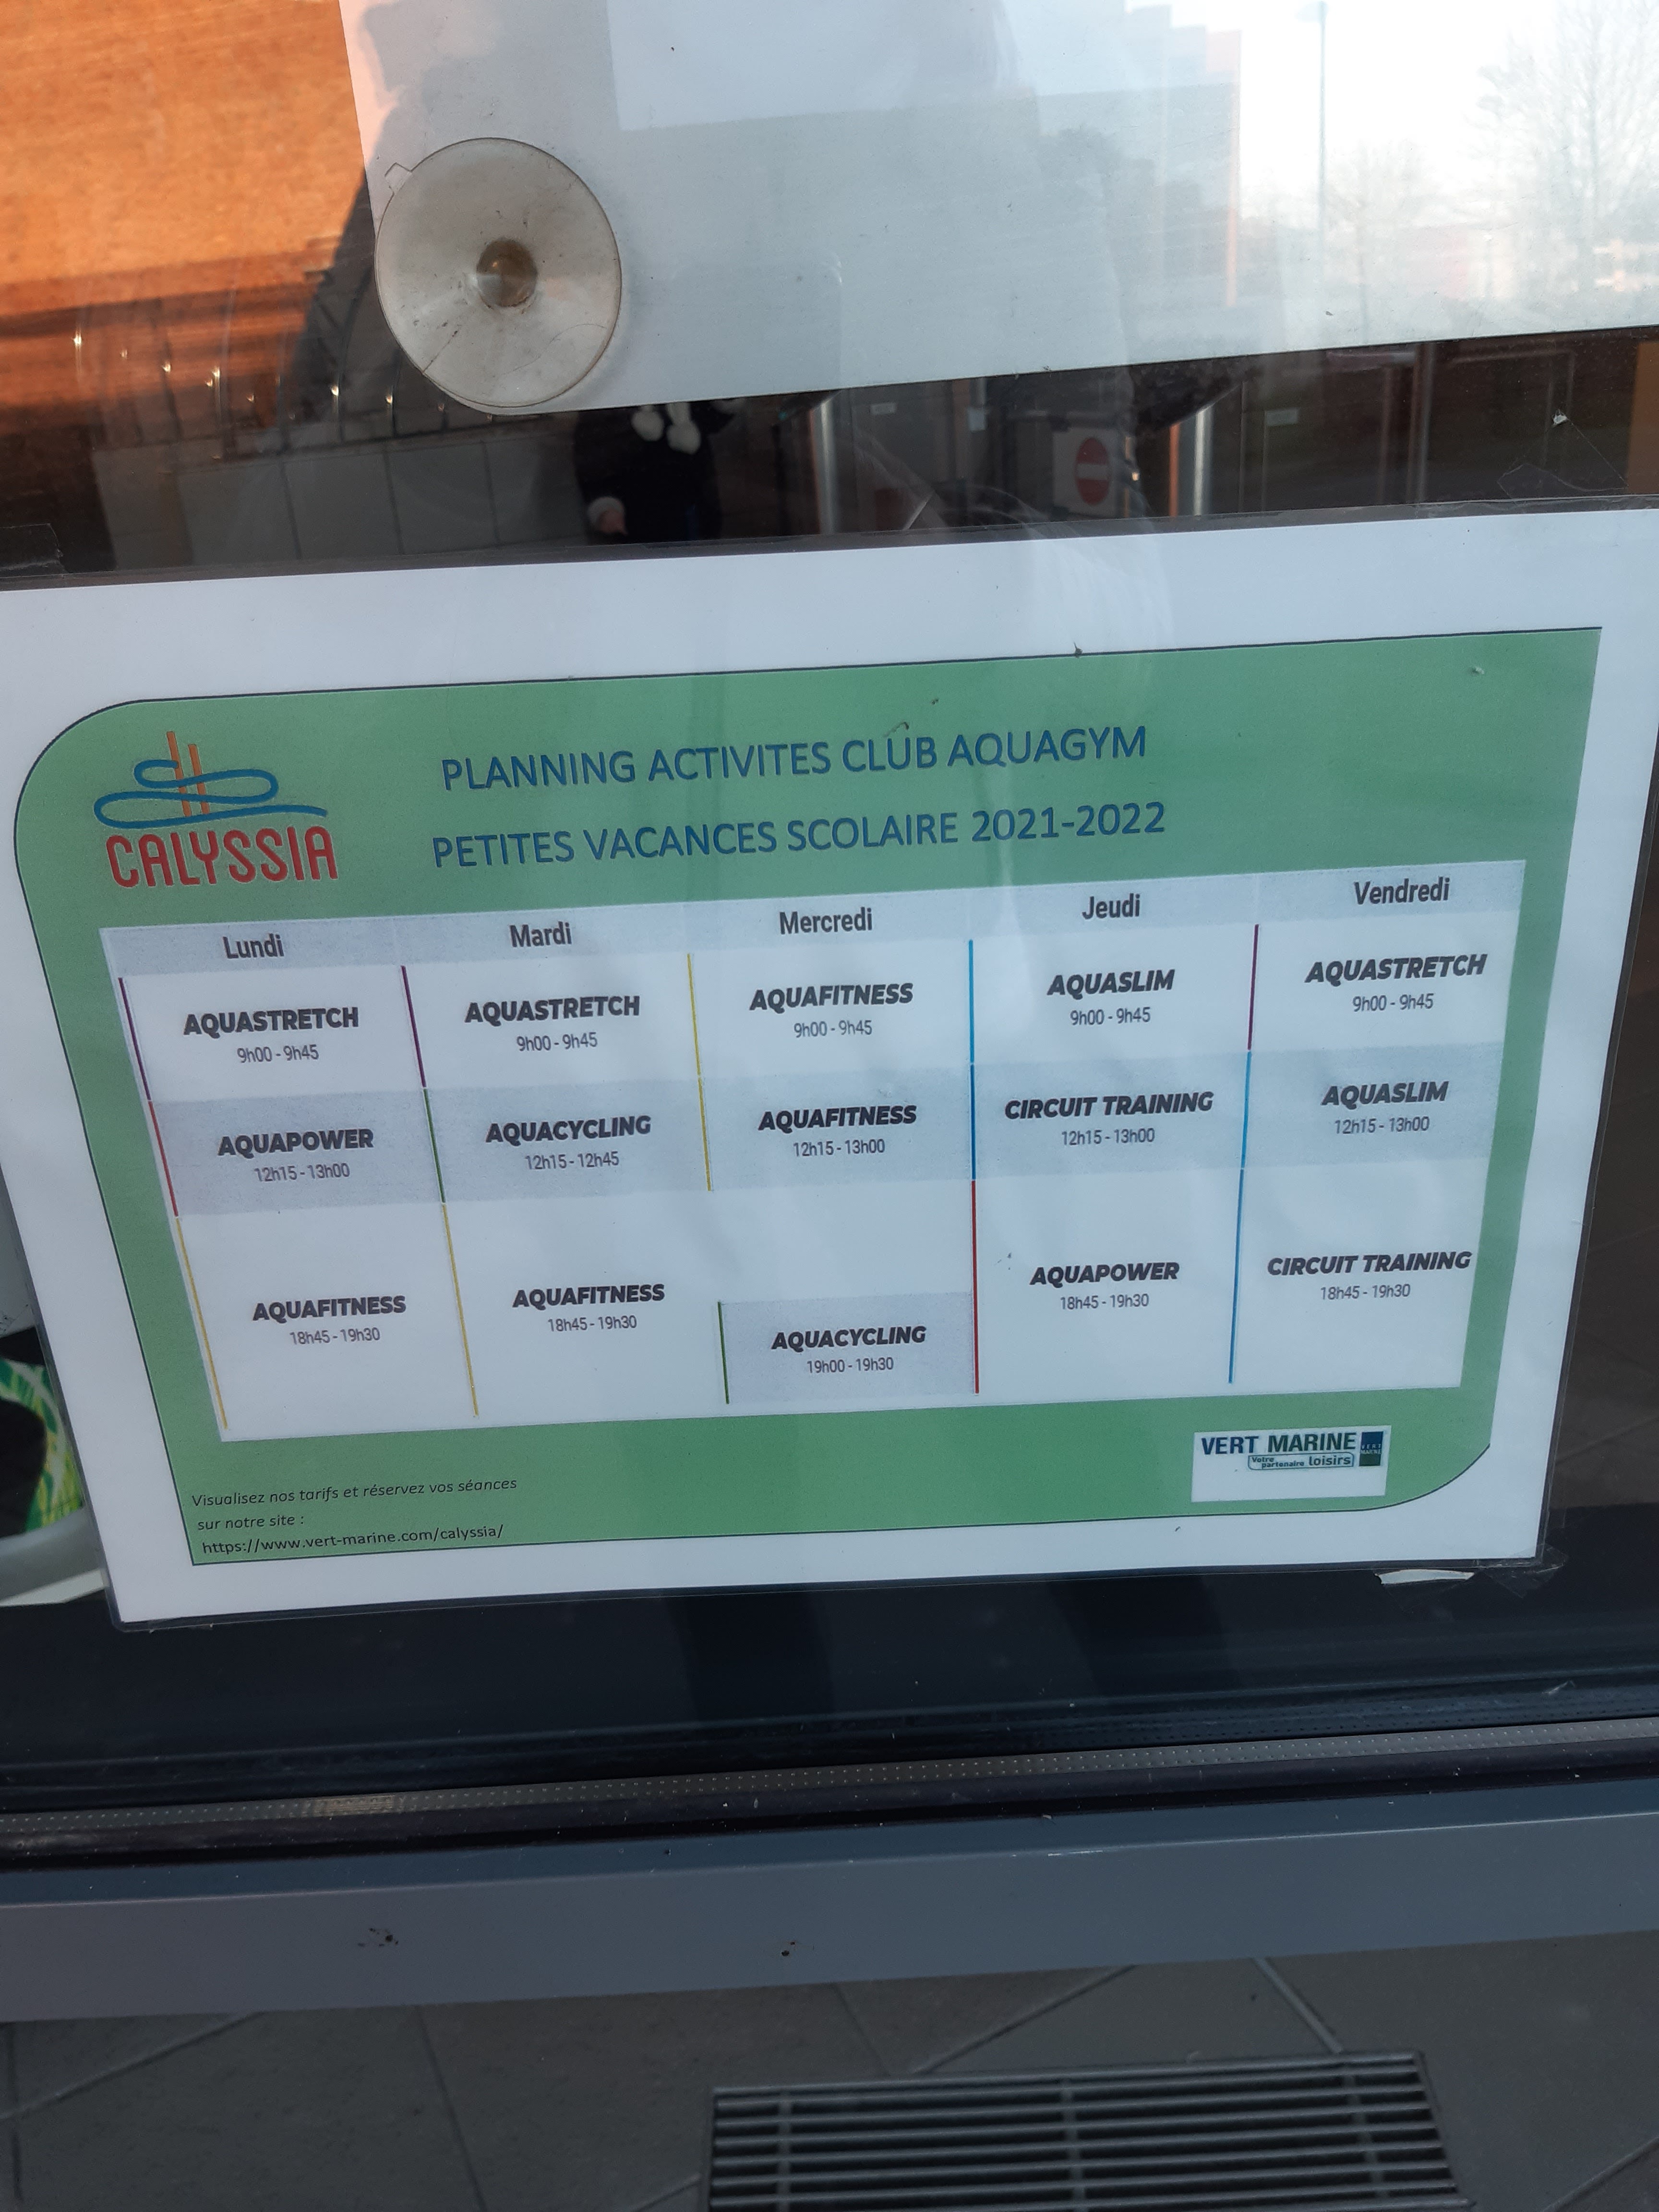 CALYSSIA
PLANNING ACTIVITES CLUB AQUAGYM
PETITES VACANCES SCOLAIRE 2021-2022
Lundi Mardi Mercredi Jeudi Vendredi
AQUASTRETCH AQUASTRETCH AQUAFITNESS AQUASLIM AQUASTRETCH
9h00 - 9h45 9h00 - 9h45 9h00 - 9h45 9h00 - 9h45 9h00 - 9h45
AQUAPOWER AQUACYCLING AQUAFITNESS CIRCUIT TRAINING AQUASLIM
12h15 - 13h00 12h15 - 12h45 12h15 - 13h00 12h15 - 13h00 12h15 - 13h00
AQUAFITNESS AQUAFITNESS AQUACYCLING AQUAPOWER CIRCUIT TRAINING
18h45 - 19h30 18h45 - 19h30 19h00 - 19h30 18h45 - 19h30 18h45 - 19h30
VERT MARINE
Votre partenaire loisirs
Visualisez nos tarifs et réservez vos séances
sur notre site :
https://www.vert-marine.com/calyssia/